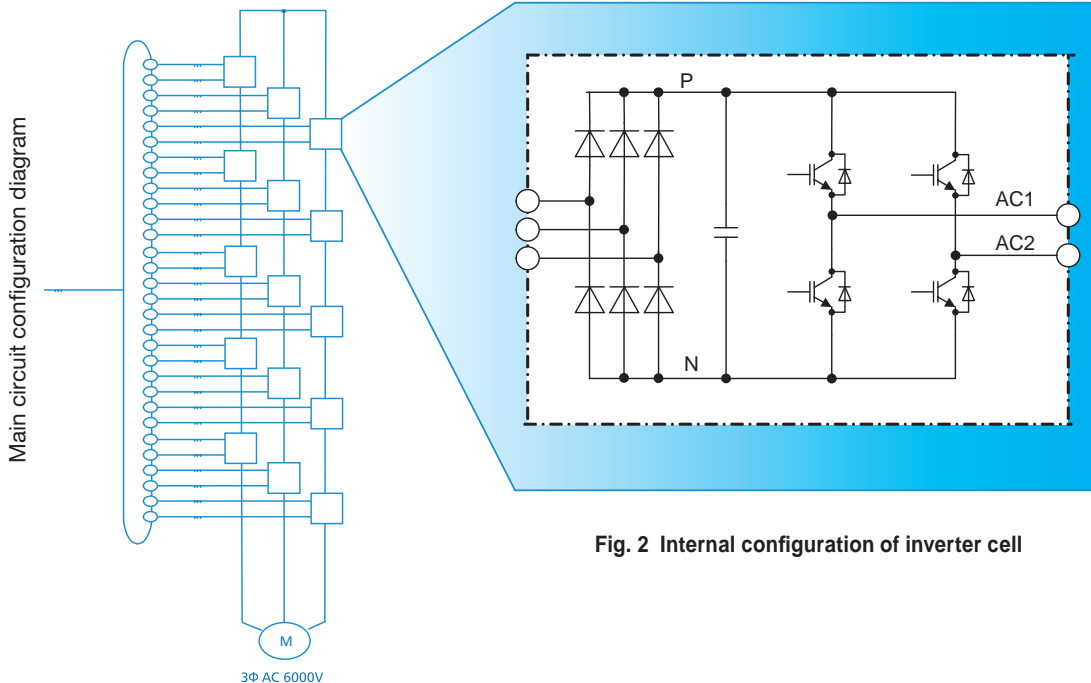 Main circuit configuration diagram
P
AC1
AC2
N
Fig. 2 Internal configuration of inverter cell
M
3Φ AC 6000V